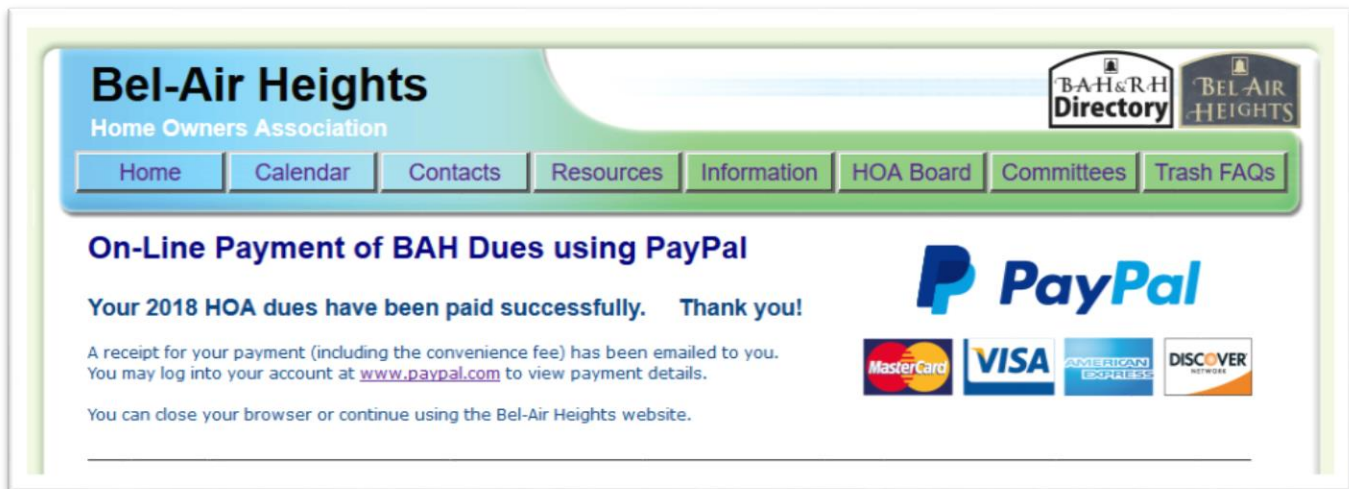 Bel-Air Heights
Home Owners Association
BAH & RH
Directory
BEL AIR
HEIGHTS
Home Calendar Contacts Resources Information HOA Board Committees Trash FAQs
On-Line Payment of BAH Dues using PayPal
PayPal
Your 2018 HOA dues have been paid successfully. Thank you!
A receipt for your payment (including the convenience fee) has been emailed to you.
You may log into your account at www.paypal.com to view payment details.
MasterCard VISA AMERICAN EXPRESS DISCOVER NETWORK
You can close your browser or continue using the Bel-Air Heights website.